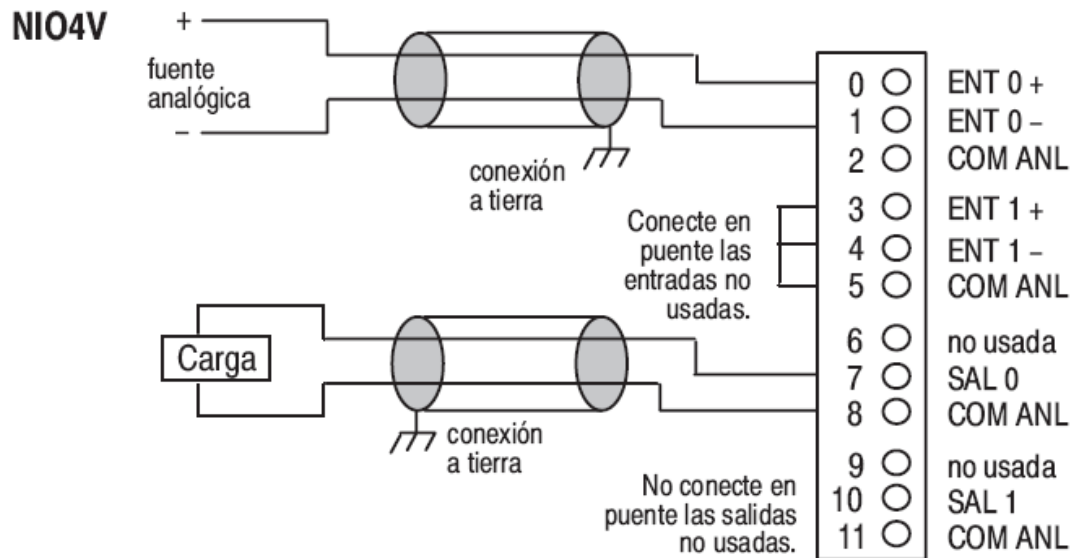 NIO4V
+
fuente
analógica
–
conexión
a tierra
Conecte en
puente las
entradas no
usadas.
Carga
conexión
a tierra
No conecte en
puente las salidas
no usadas.
0 ENT 0 +
1 ENT 0 –
2 COM ANL
3 ENT 1 +
4 ENT 1 –
5 COM ANL
6 no usada
7 SAL 0
8 COM ANL
9 no usada
10 SAL 1
11 COM ANL